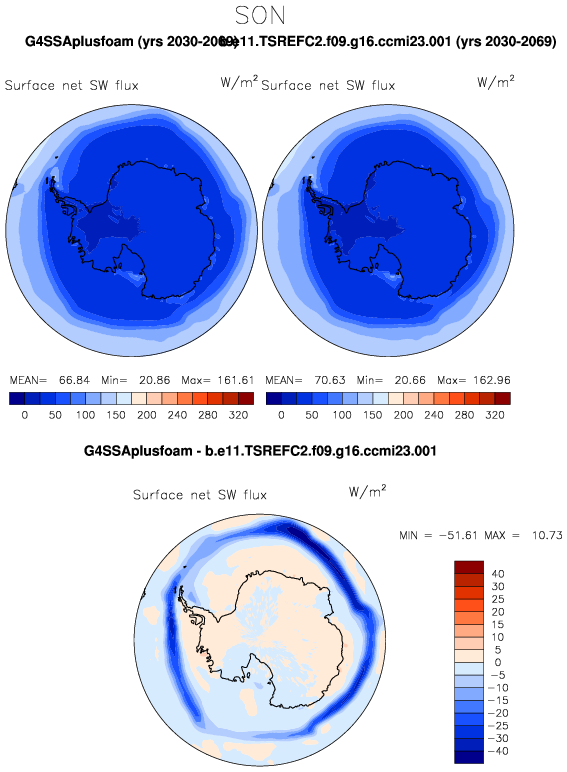 SON
G4SSAplusfoam (yrs 2030-2069) b.e11.TSREFC2.f09.g16.ccmi23.001 (yrs 2030-2069)
Surface net SW flux W/m² Surface net SW flux W/m²
MEAN= 66.84 Min= 20.86 Max= 161.61 MEAN= 70.63 Min= 20.66 Max= 162.96
0 50 100 150 200 240 280 320 0 50 100 150 200 240 280 320
G4SSAplusfoam - b.e11.TSREFC2.f09.g16.ccmi23.001
Surface net SW flux W/m²
MIN = −51.61 MAX = 10.73
40
30
25
20
15
10
5
0
−5
−10
−15
−20
−25
−30
−40